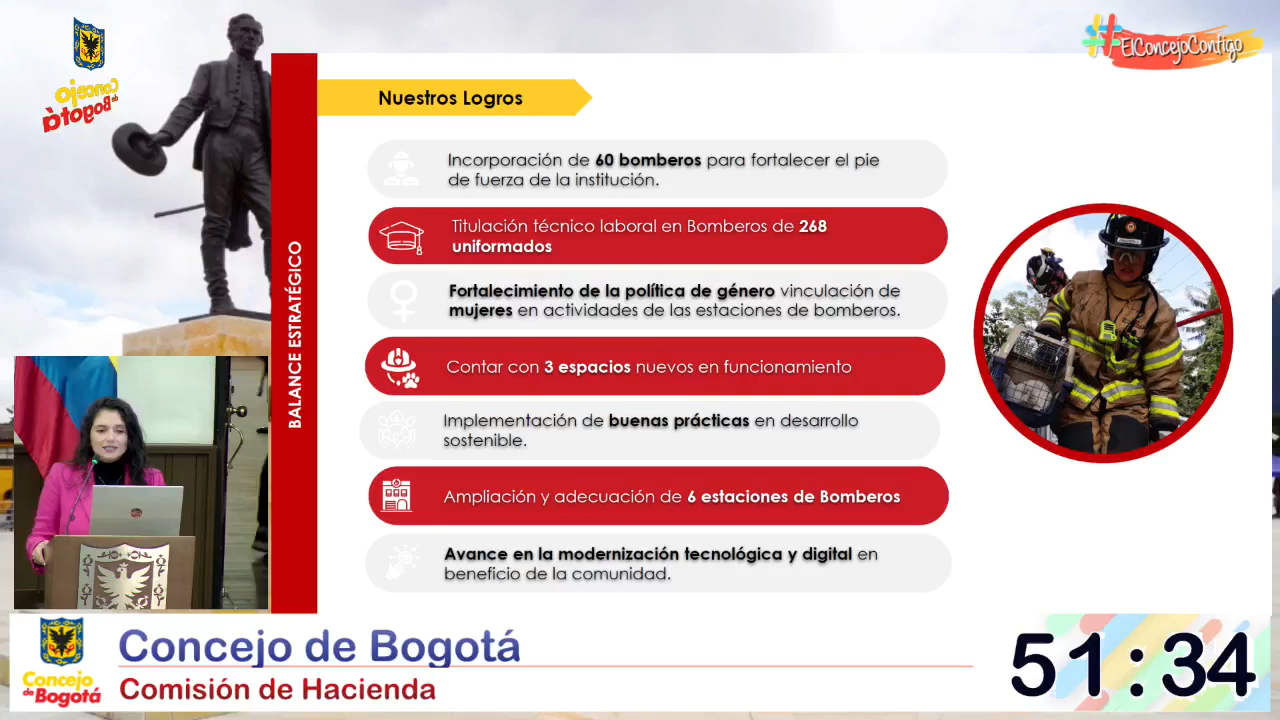 Concejo
de Bogotà
#ElConcejoContigo
Nuestros Logros
BALANCE ESTRATÉGICO
Incorporación de 60 bomberos para fortalecer el pie
de fuerza de la institución.
Titulación técnico laboral en Bomberos de 268
uniformados
Fortalecimiento de la política de género vinculación de
mujeres en actividades de las estaciones de bomberos.
Contar con 3 espacios nuevos en funcionamiento
Implementación de buenas prácticas en desarrollo
sostenible.
Ampliación y adecuación de 6 estaciones de Bomberos
Avance en la modernización tecnológica y digital en
beneficio de la comunidad.
Concejo
de Bogotá
Concejo de Bogotá
Comisión de Hacienda
51:34